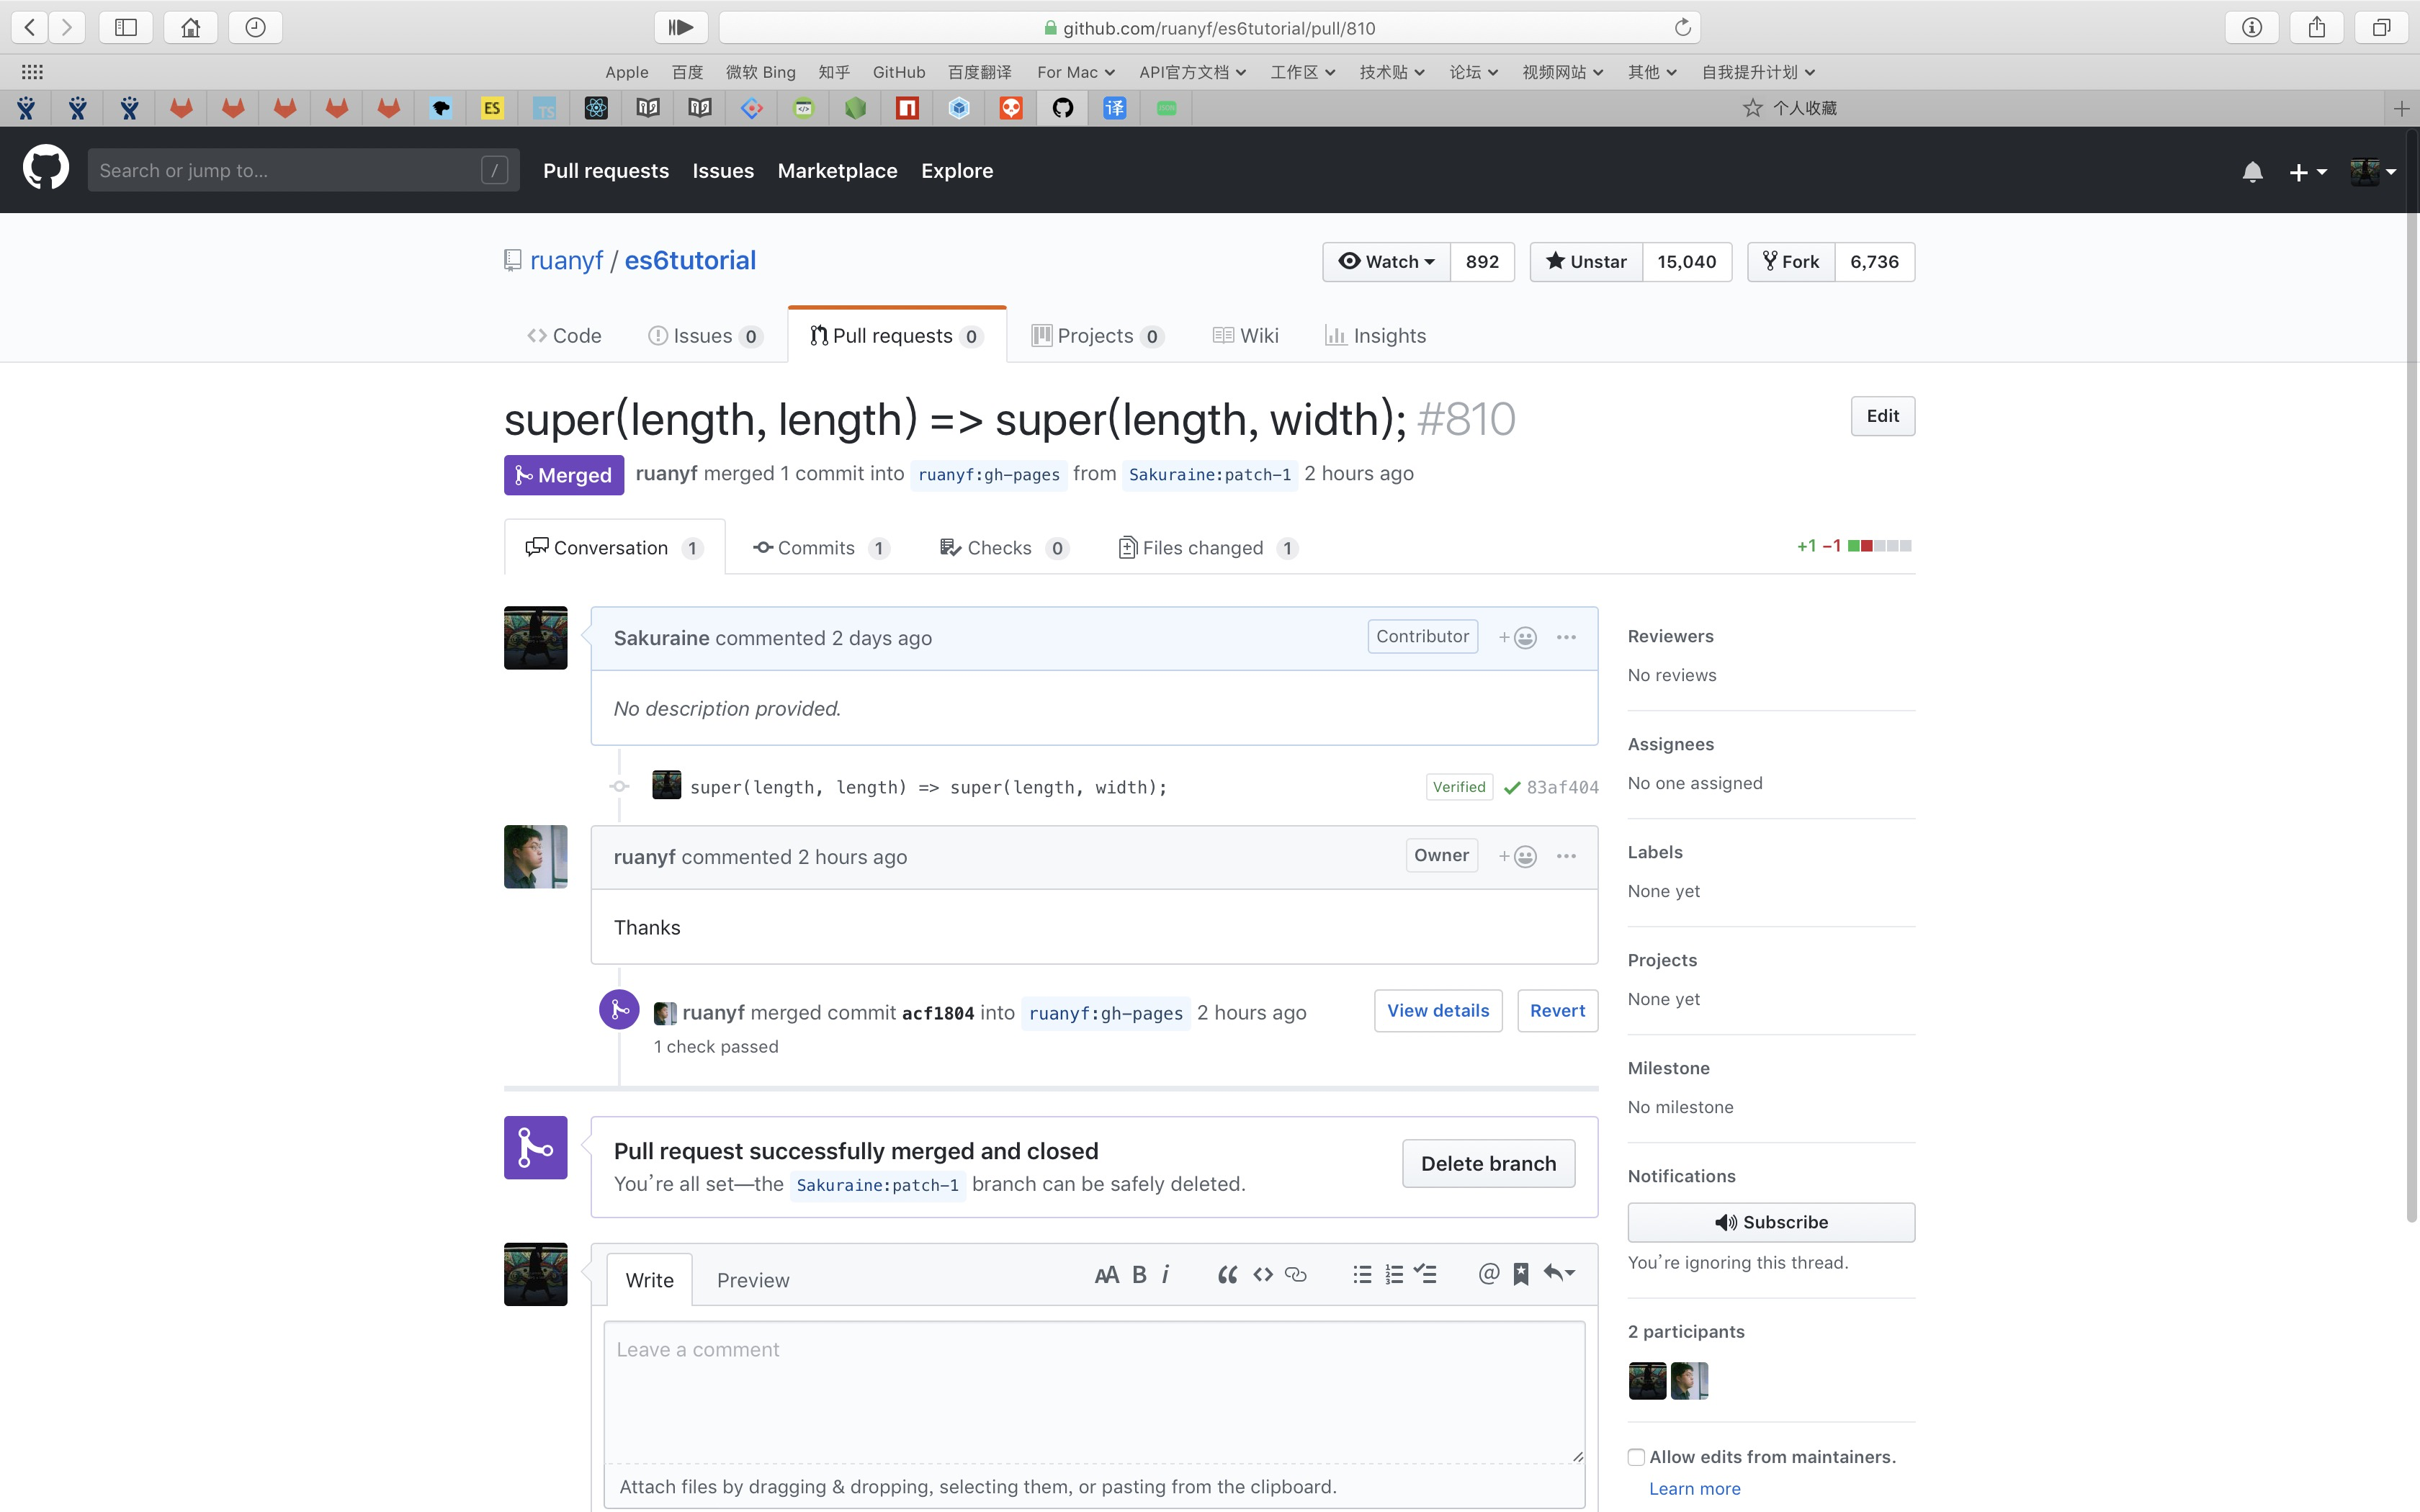 github.com/ruanyf/es6tutorial/pull/810
Apple 百度 微软 Bing 知乎 GitHub 百度翻译 For Mac API官方文档 工作区 技术贴 论坛 视频网站 其他 自我提升计划
ES TS 译 JSON 个人收藏
Search or jump to... / Pull requests Issues Marketplace Explore
ruanyf / es6tutorial Watch 892 Unstar 15,040 Fork 6,736
Code Issues 0 Pull requests 0 Projects 0 Wiki Insights
super(length, length) => super(length, width); #810 Edit
Merged ruanyf merged 1 commit into ruanyf:gh-pages from Sakuraine:patch-1 2 hours ago
Conversation 1 Commits 1 Checks 0 Files changed 1 +1 −1
Sakuraine commented 2 days ago Contributor
No description provided.
super(length, length) => super(length, width); Verified 83af404
ruanyf commented 2 hours ago Owner
Thanks
ruanyf merged commit acf1804 into ruanyf:gh-pages 2 hours ago View details Revert
1 check passed
Pull request successfully merged and closed
You're all set—the Sakuraine:patch-1 branch can be safely deleted.
Delete branch
Write Preview
Leave a comment
Attach files by dragging & dropping, selecting them, or pasting from the clipboard.
Reviewers
No reviews
Assignees
No one assigned
Labels
None yet
Projects
None yet
Milestone
No milestone
Notifications
Subscribe
You're ignoring this thread.
2 participants
Allow edits from maintainers.
Learn more